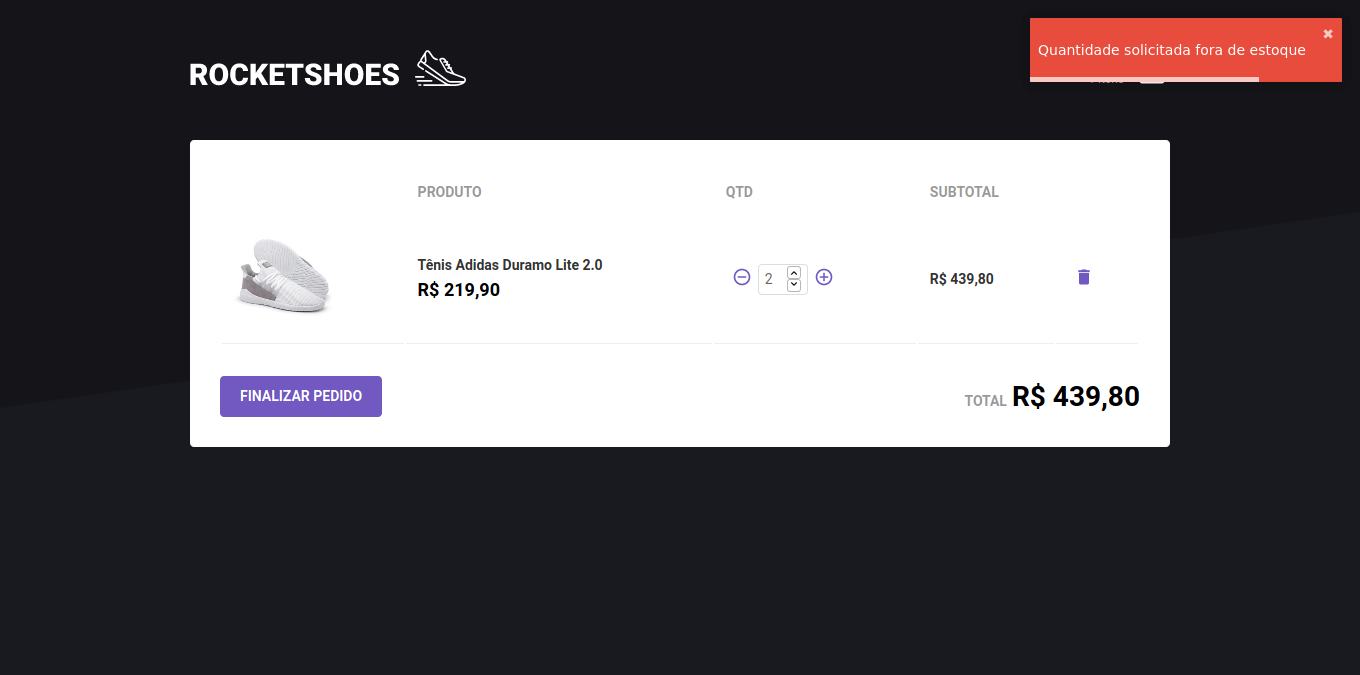 Quantidade solicitada fora de estoque
ROCKETSHOES
PRODUTO QTD SUBTOTAL
Tênis Adidas Duramo Lite 2.0
R$ 219,90
2
R$ 439,80
FINALIZAR PEDIDO
TOTAL R$ 439,80